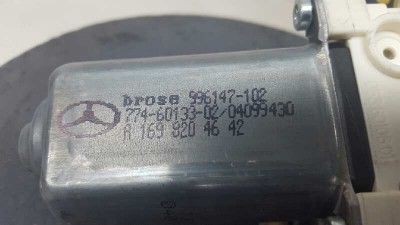 brose 996147-102
774-60133-02/04099430
A 169 820 46 42